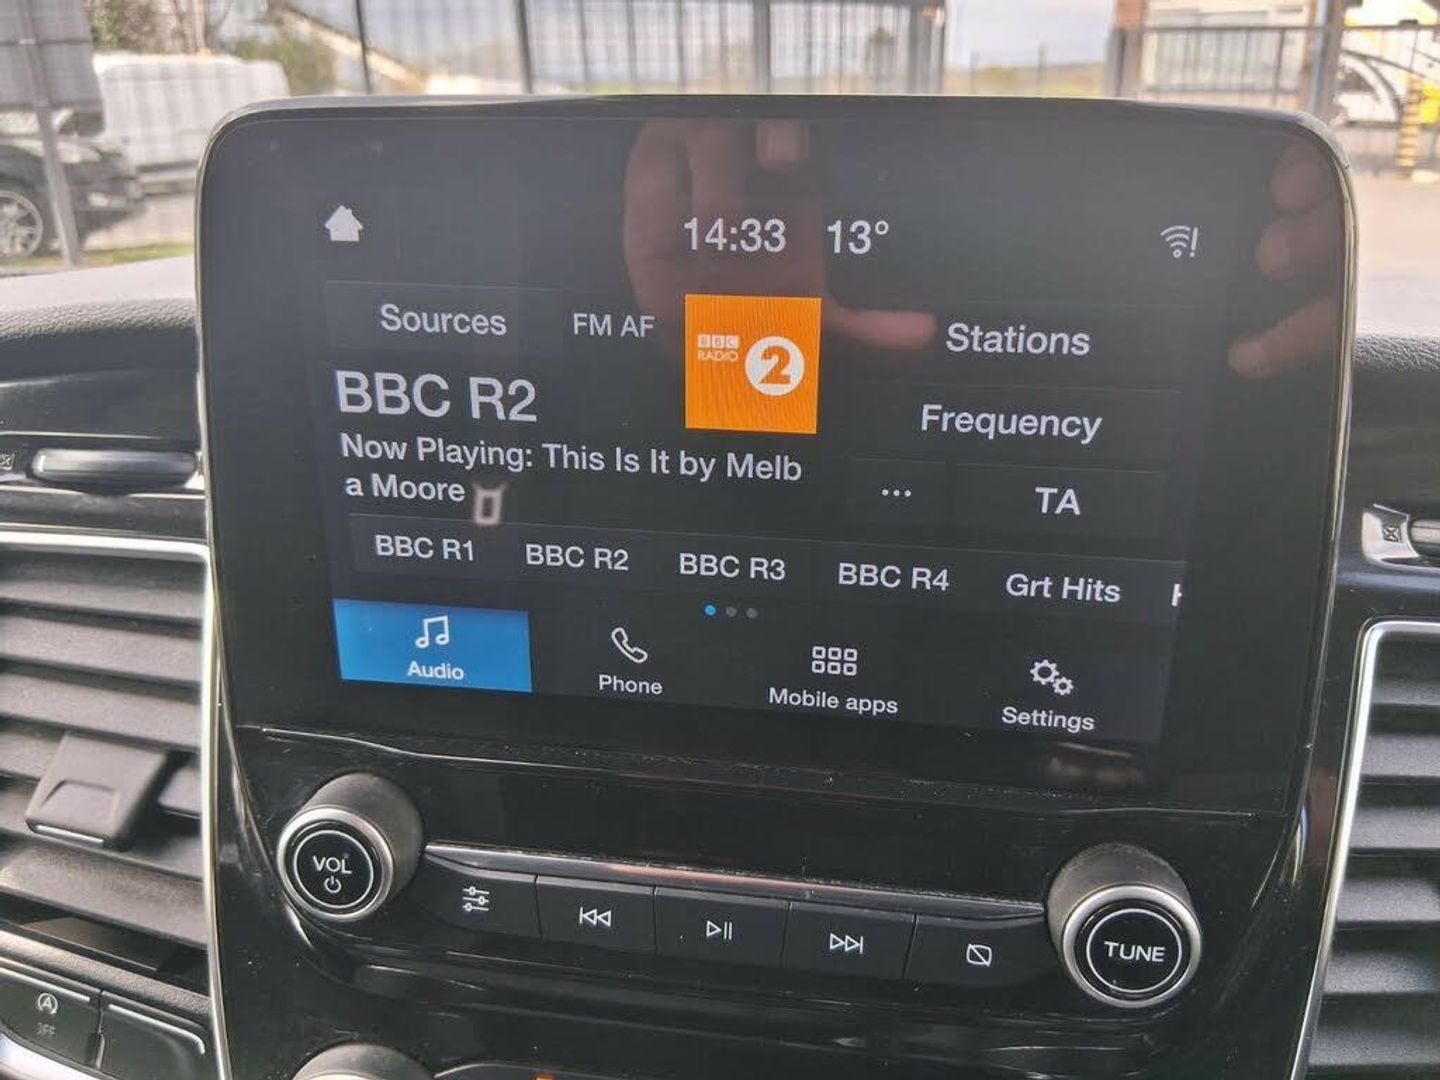 14:33 13°
Sources FM AF BBC RADIO 2 Stations
BBC R2
Frequency
Now Playing: This Is It by Melb
a Moore
... TA
BBC R1 BBC R2 BBC R3 BBC R4 Grt Hits
Audio Phone Mobile apps Settings
VOL
TUNE
A
OFF